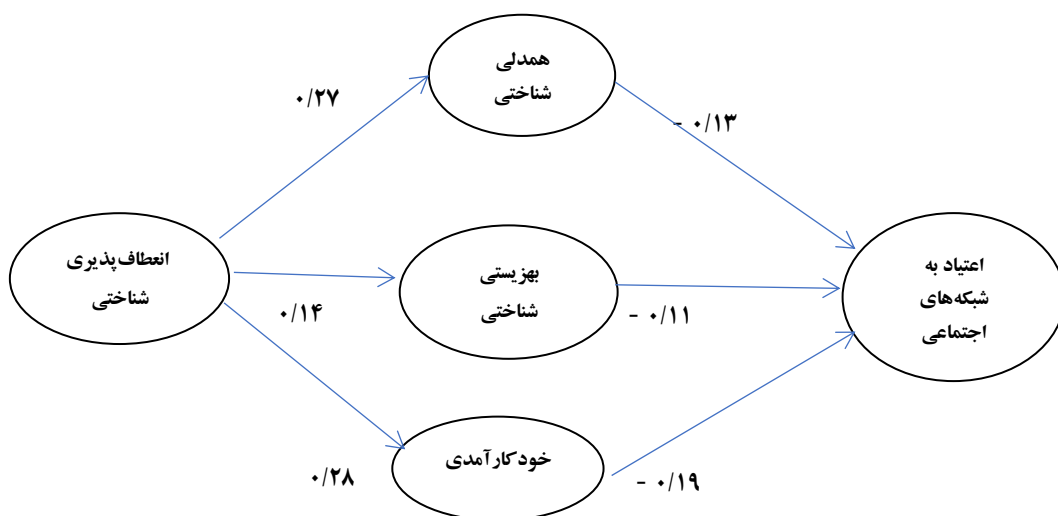 همدلی
شناختی
۰/۲۷
- ۰/۱۳
انعطاف‌پذیری
شناختی
بهزیستی
شناختی
اعتیاد به
شبکه‌های
اجتماعی
۰/۱۴
- ۰/۱۱
خودکارآمدی
۰/۲۸
- ۰/۱۹